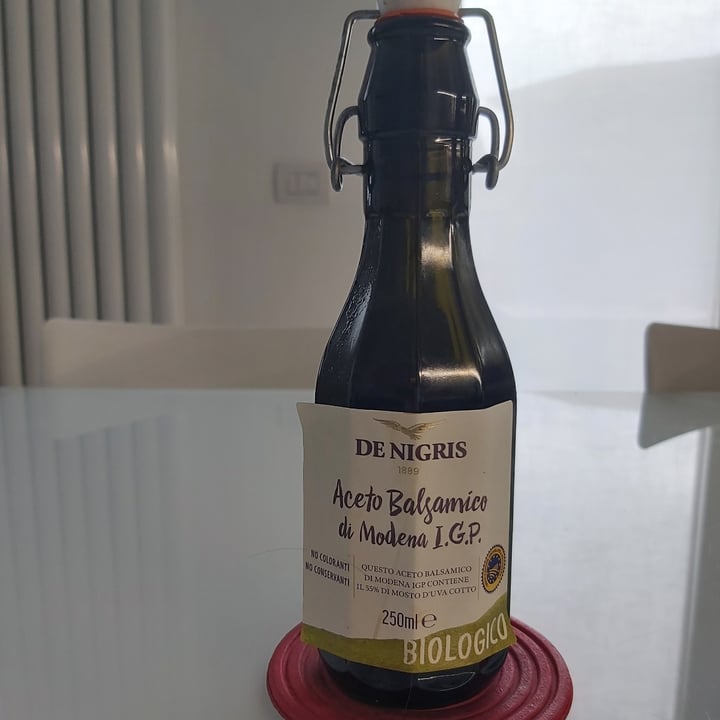 DE NIGRIS
1889
Aceto Balsamico
di Modena I.G.P.
NO COLORANTI
NO CONSERVANTI
QUESTO ACETO BALSAMICO
DI MODENA IGP CONTIENE
IL 55% DI MOSTO D'UVA COTTO
250ml ℮
BIOLOGICO